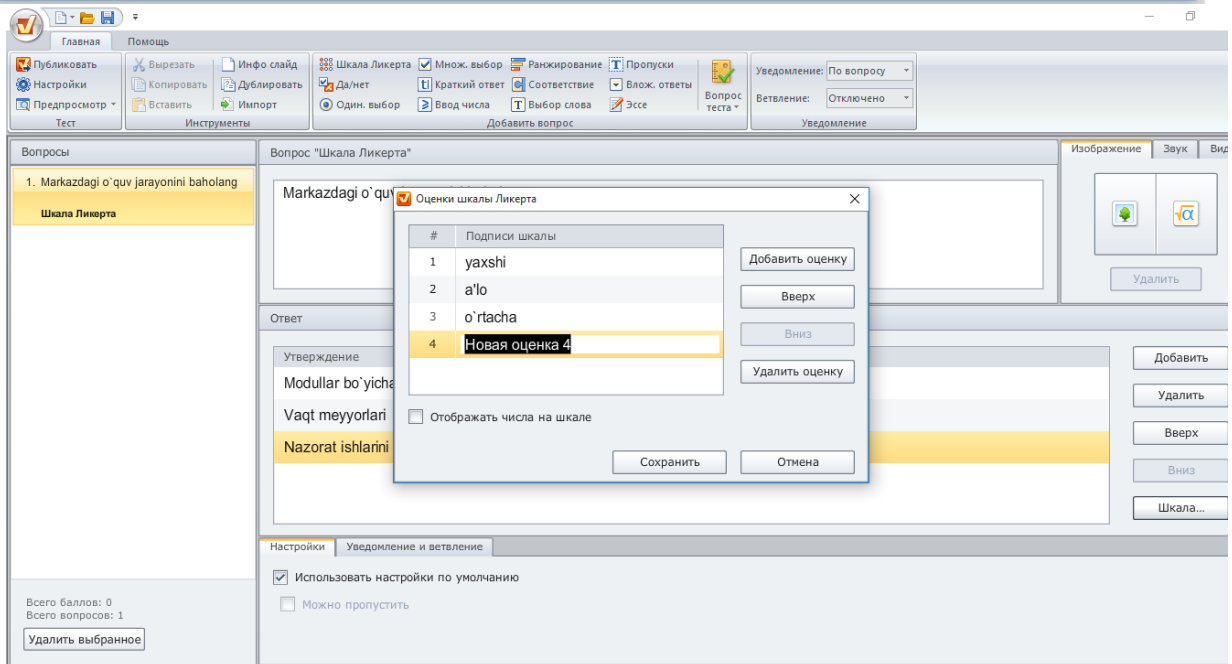 Главная Помощь
Публиковать Вырезать Инфо слайд Шкала Ликерта Множ. выбор Ранжирование Пропуски
Настройки Копировать Дублировать Да/нет Краткий ответ Соответствие Влож. ответы
Предпросмотр Вставить Импорт Один. выбор Ввод числа Выбор слова Эссе
Вопрос теста
Уведомление: По вопросу
Ветвление: Отключено
Тест Инструменты Добавить вопрос Уведомление
Вопросы
1. Markazdagi o`quv jarayonini baholang
Шкала Ликерта
Всего баллов: 0
Всего вопросов: 1
Удалить выбранное
Вопрос "Шкала Ликерта"
Markazdagi o`quv
Изображение Звук
Удалить
Оценки шкалы Ликерта
# Подписи шкалы
1 yaxshi
2 a'lo
3 o`rtacha
4 Новая оценка 4
Добавить оценку
Вверх
Вниз
Удалить оценку
Отображать числа на шкале
Сохранить Отмена
Ответ
Утверждение
Modullar bo`yicha
Vaqt meyyorlari
Nazorat ishlarini
Добавить
Удалить
Вверх
Вниз
Шкала...
Настройки Уведомление и ветвление
Использовать настройки по умолчанию
Можно пропустить